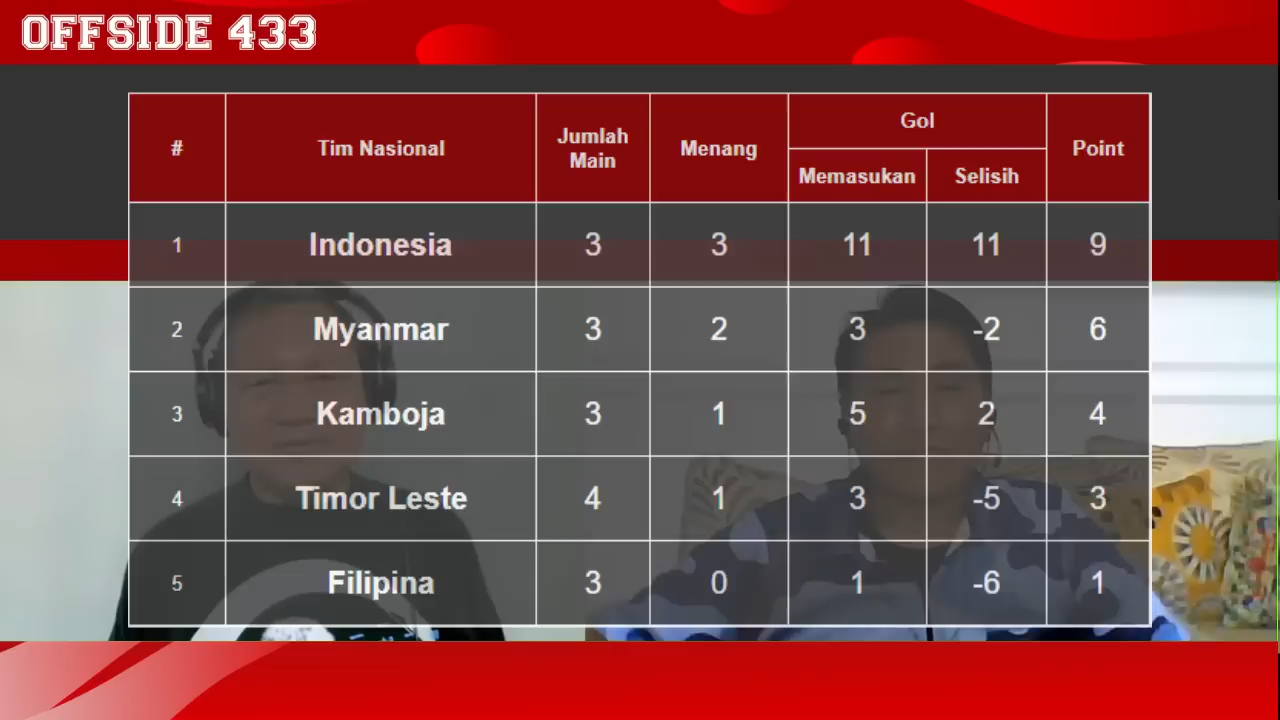 OFFSIDE 433
# Tim Nasional Jumlah Main Menang Gol Memasukan Selisih Point
1 Indonesia 3 3 11 11 9
2 Myanmar 3 2 3 -2 6
3 Kamboja 3 1 5 2 4
4 Timor Leste 4 1 3 -5 3
5 Filipina 3 0 1 -6 1